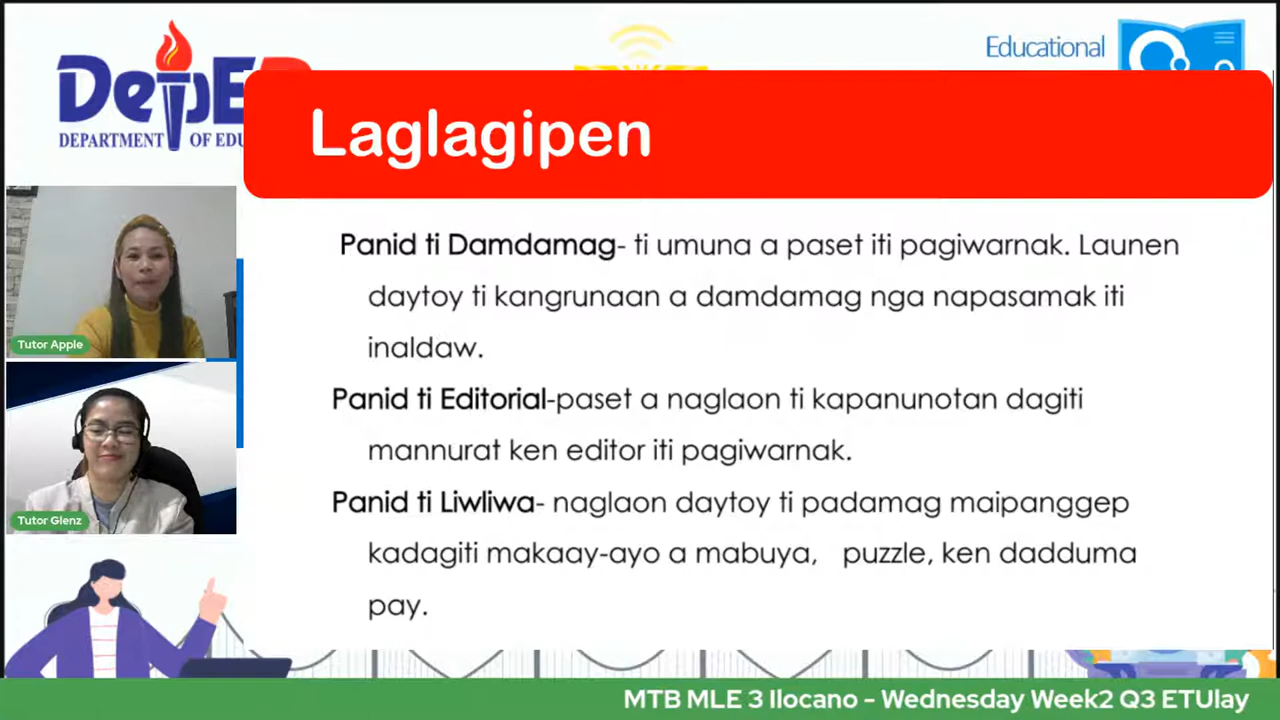 DepE
DEPARTMENT OF EDU
Educational
Laglagipen
Panid ti Damdamag- ti umuna a paset iti pagiwarnak. Launen
daytoy ti kangrunaan a damdamag nga napasamak iti
inaldaw.
Panid ti Editorial-paset a naglaon ti kapanunotan dagiti
mannurat ken editor iti pagiwarnak.
Panid ti Liwliwa- naglaon daytoy ti padamag maipanggep
kadagiti makaay-ayo a mabuya, puzzle, ken dadduma
pay.
Tutor Apple
Tutor Glenz
MTB MLE 3 Ilocano - Wednesday Week2 Q3 ETUlay